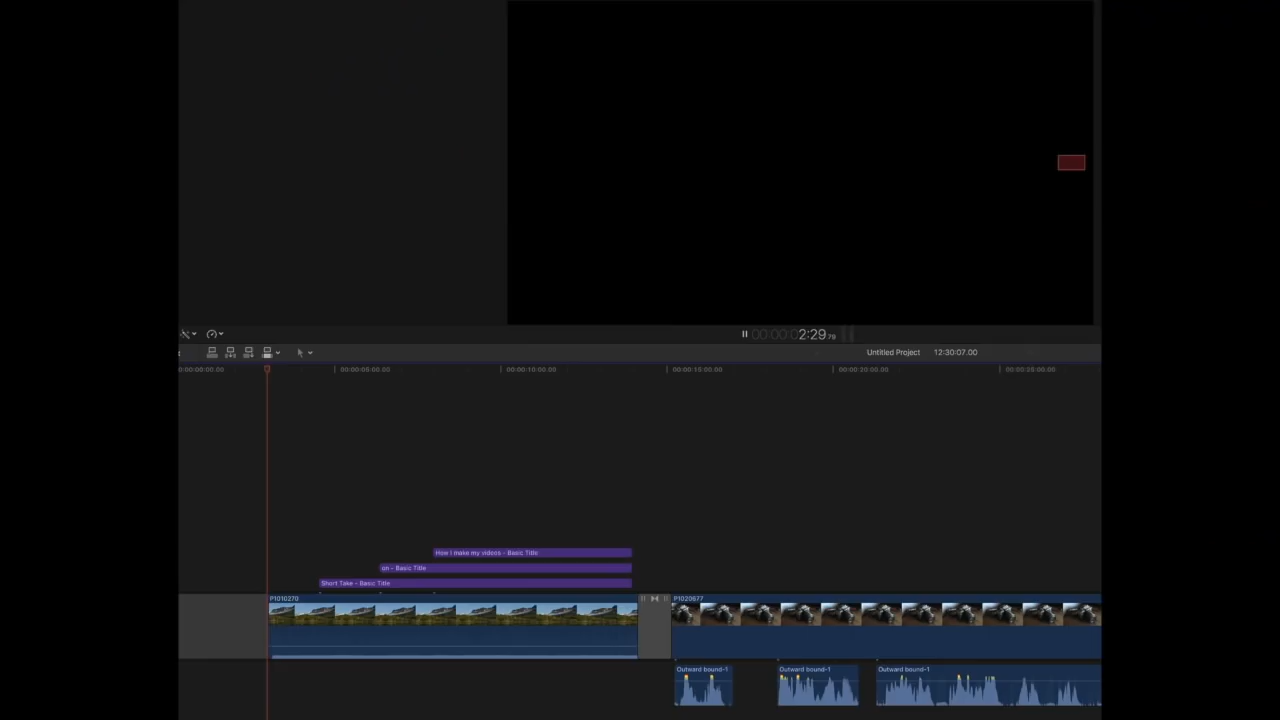 2:29
Untitled Project 12:30:07.00
00:00:05:00.00 00:00:10:00.00 00:00:15:00.00 00:00:20:00.00 00:00:25:00.00
How I make my videos - Basic Title
on - Basic Title
Short Take - Basic Title
P1010270 P1020677
Outward bound-1 Outward bound-1 Outward bound-1